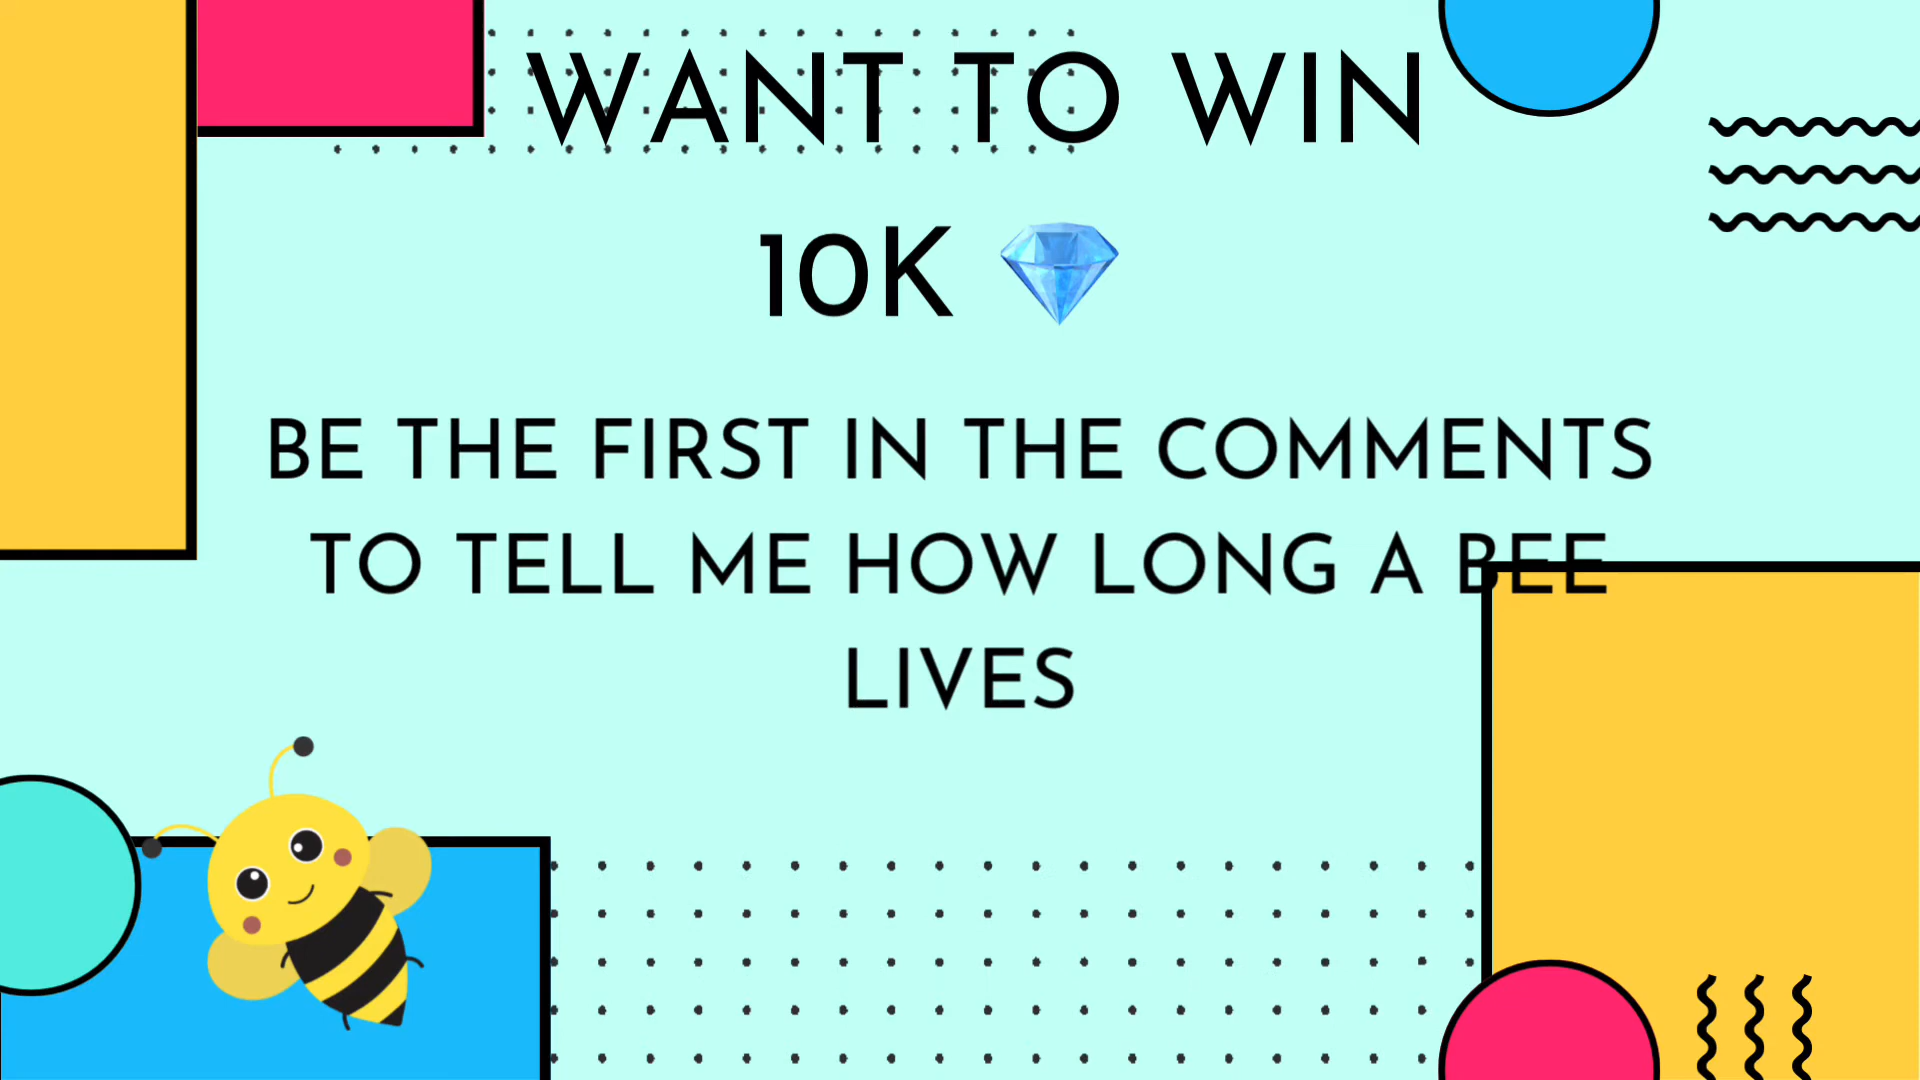 WANT TO WIN
10K 💎
BE THE FIRST IN THE COMMENTS
TO TELL ME HOW LONG A BEE
LIVES